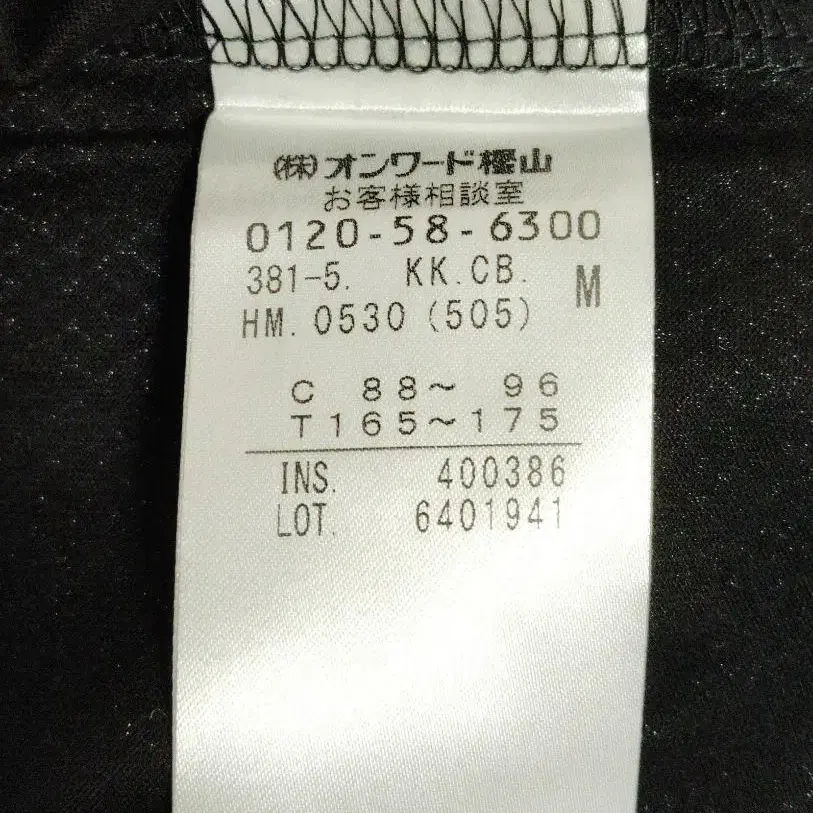 (株)オンワード樫山
お客様相談室
0120-58-6300
381-5. KK.CB. M
HM. 0530 (505)
C 88～ 96
T165～175
INS. 400386
LOT. 6401941